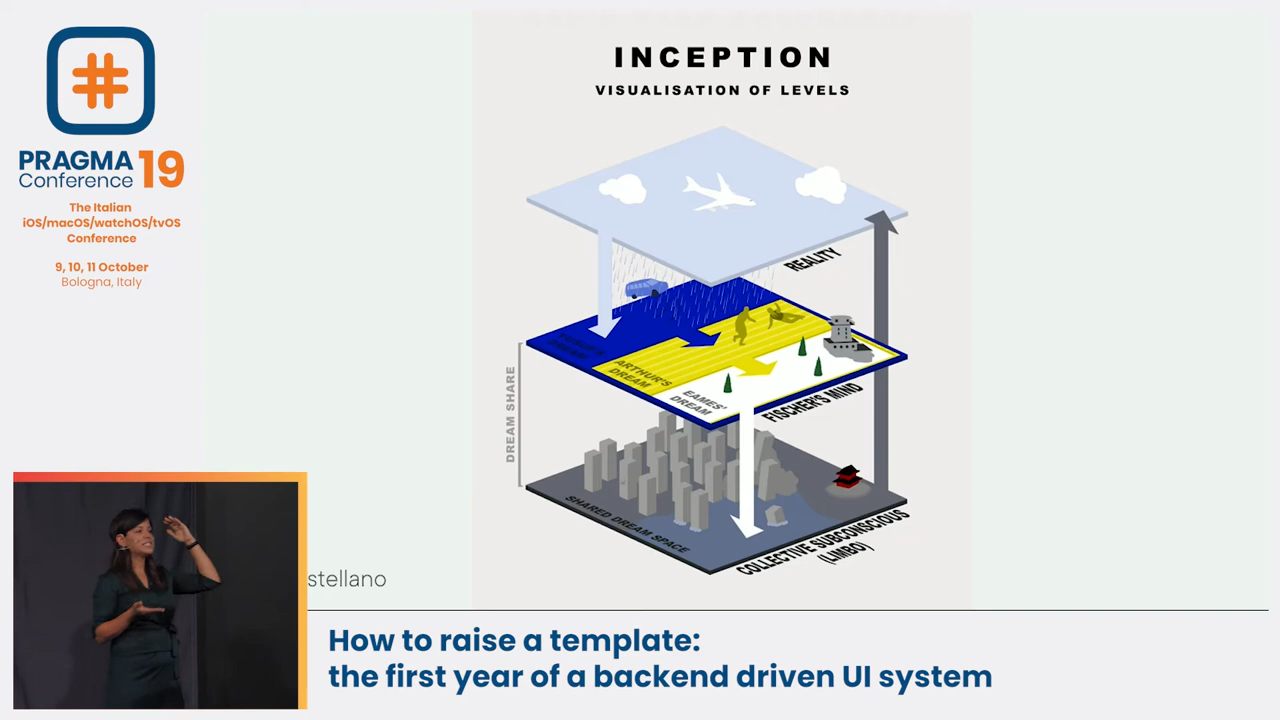 PRAGMA
Conference
19
The Italian
iOS/macOS/watchOS/tvOS
Conference
9, 10, 11 October
Bologna, Italy
INCEPTION
VISUALISATION OF LEVELS
REALITY
ARTHUR'S
DREAM
EAMES'
DREAM
FISCHER'S MIND
DREAM SHARE
SHARED DREAM SPACE
COLLECTIVE SUBCONSCIOUS
(LIMBO)
stellano
How to raise a template:
the first year of a backend driven UI system